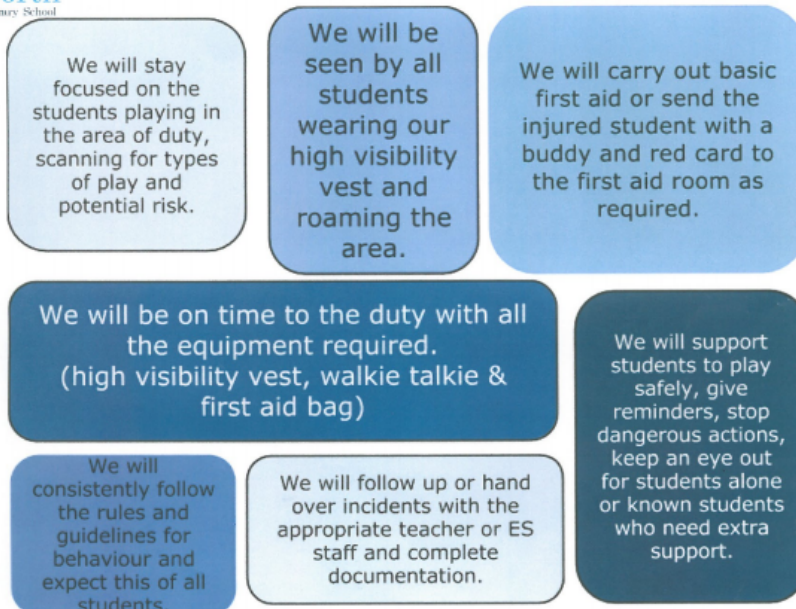 Primary School
We will stay
focused on the
students playing in
the area of duty,
scanning for types
of play and
potential risk.
We will be
seen by all
students
wearing our
high visibility
vest and
roaming the
area.
We will carry out basic
first aid or send the
injured student with a
buddy and red card to
the first aid room as
required.
We will be on time to the duty with all
the equipment required.
(high visibility vest, walkie talkie &
first aid bag)
We will support
students to play
safely, give
reminders, stop
dangerous actions,
keep an eye out
for students alone
or known students
who need extra
support.
We will
consistently follow
the rules and
guidelines for
behaviour and
expect this of all
students
We will follow up or hand
over incidents with the
appropriate teacher or ES
staff and complete
documentation.